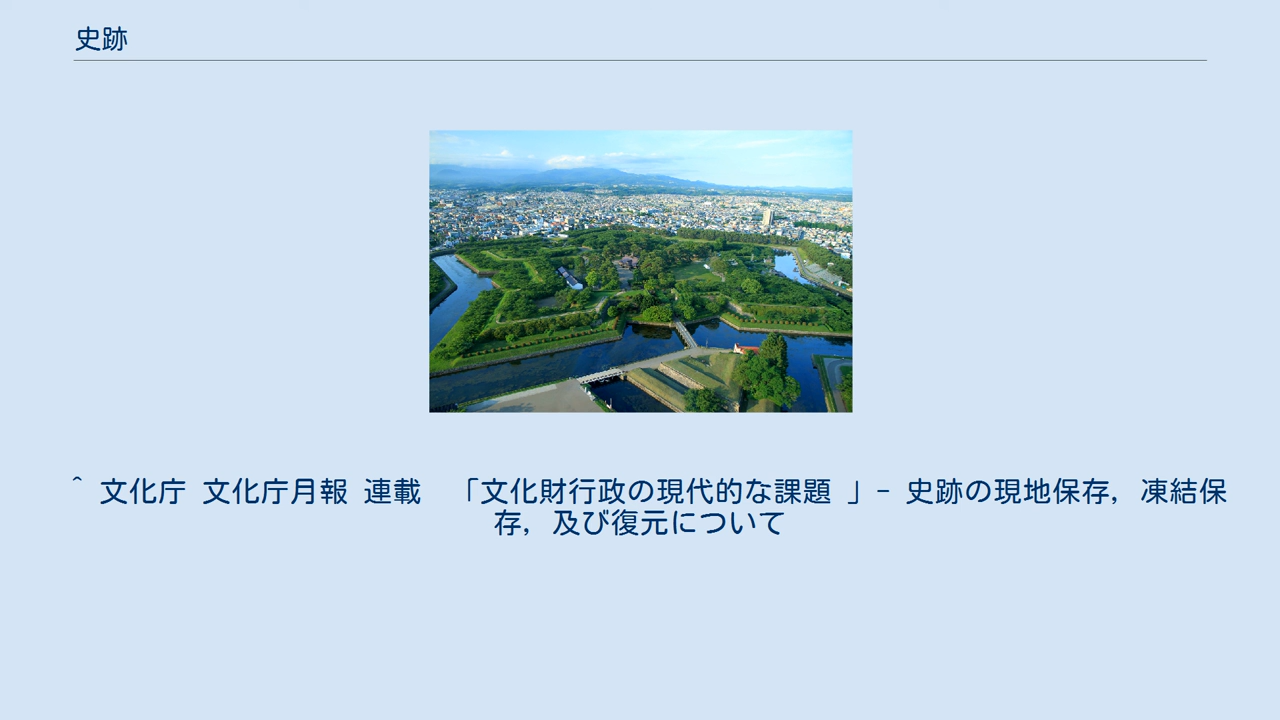 史跡
^ 文化庁 文化庁月報 連載 「文化財行政の現代的な課題 」- 史跡の現地保存，凍結保
存，及び復元について